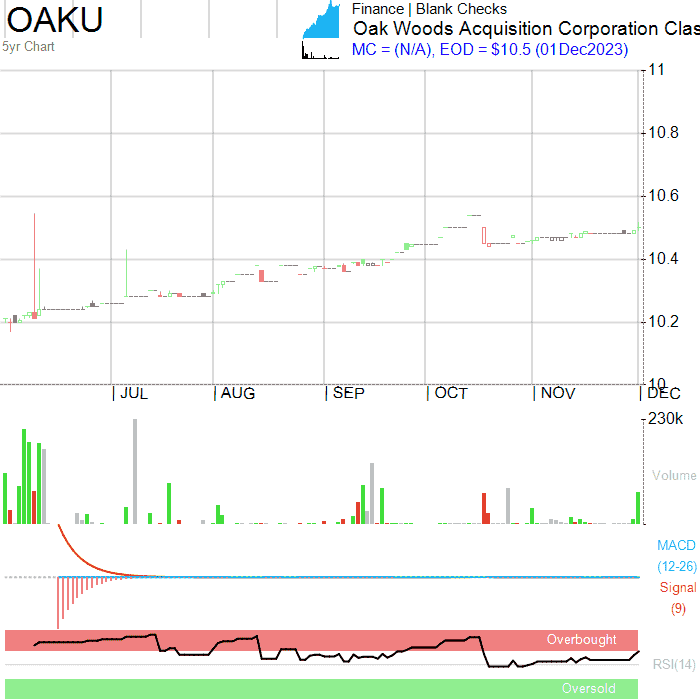 OAKU
5yr Chart
Finance | Blank Checks
Oak Woods Acquisition Corporation Clas
MC = (N/A), EOD = $10.5 (01Dec2023)
11
10.8
10.6
10.4
10.2
10
JUL AUG SEP OCT NOV DEC
230k
Volume
MACD
(12-26)
Signal
(9)
Overbought
RSI(14)
Oversold